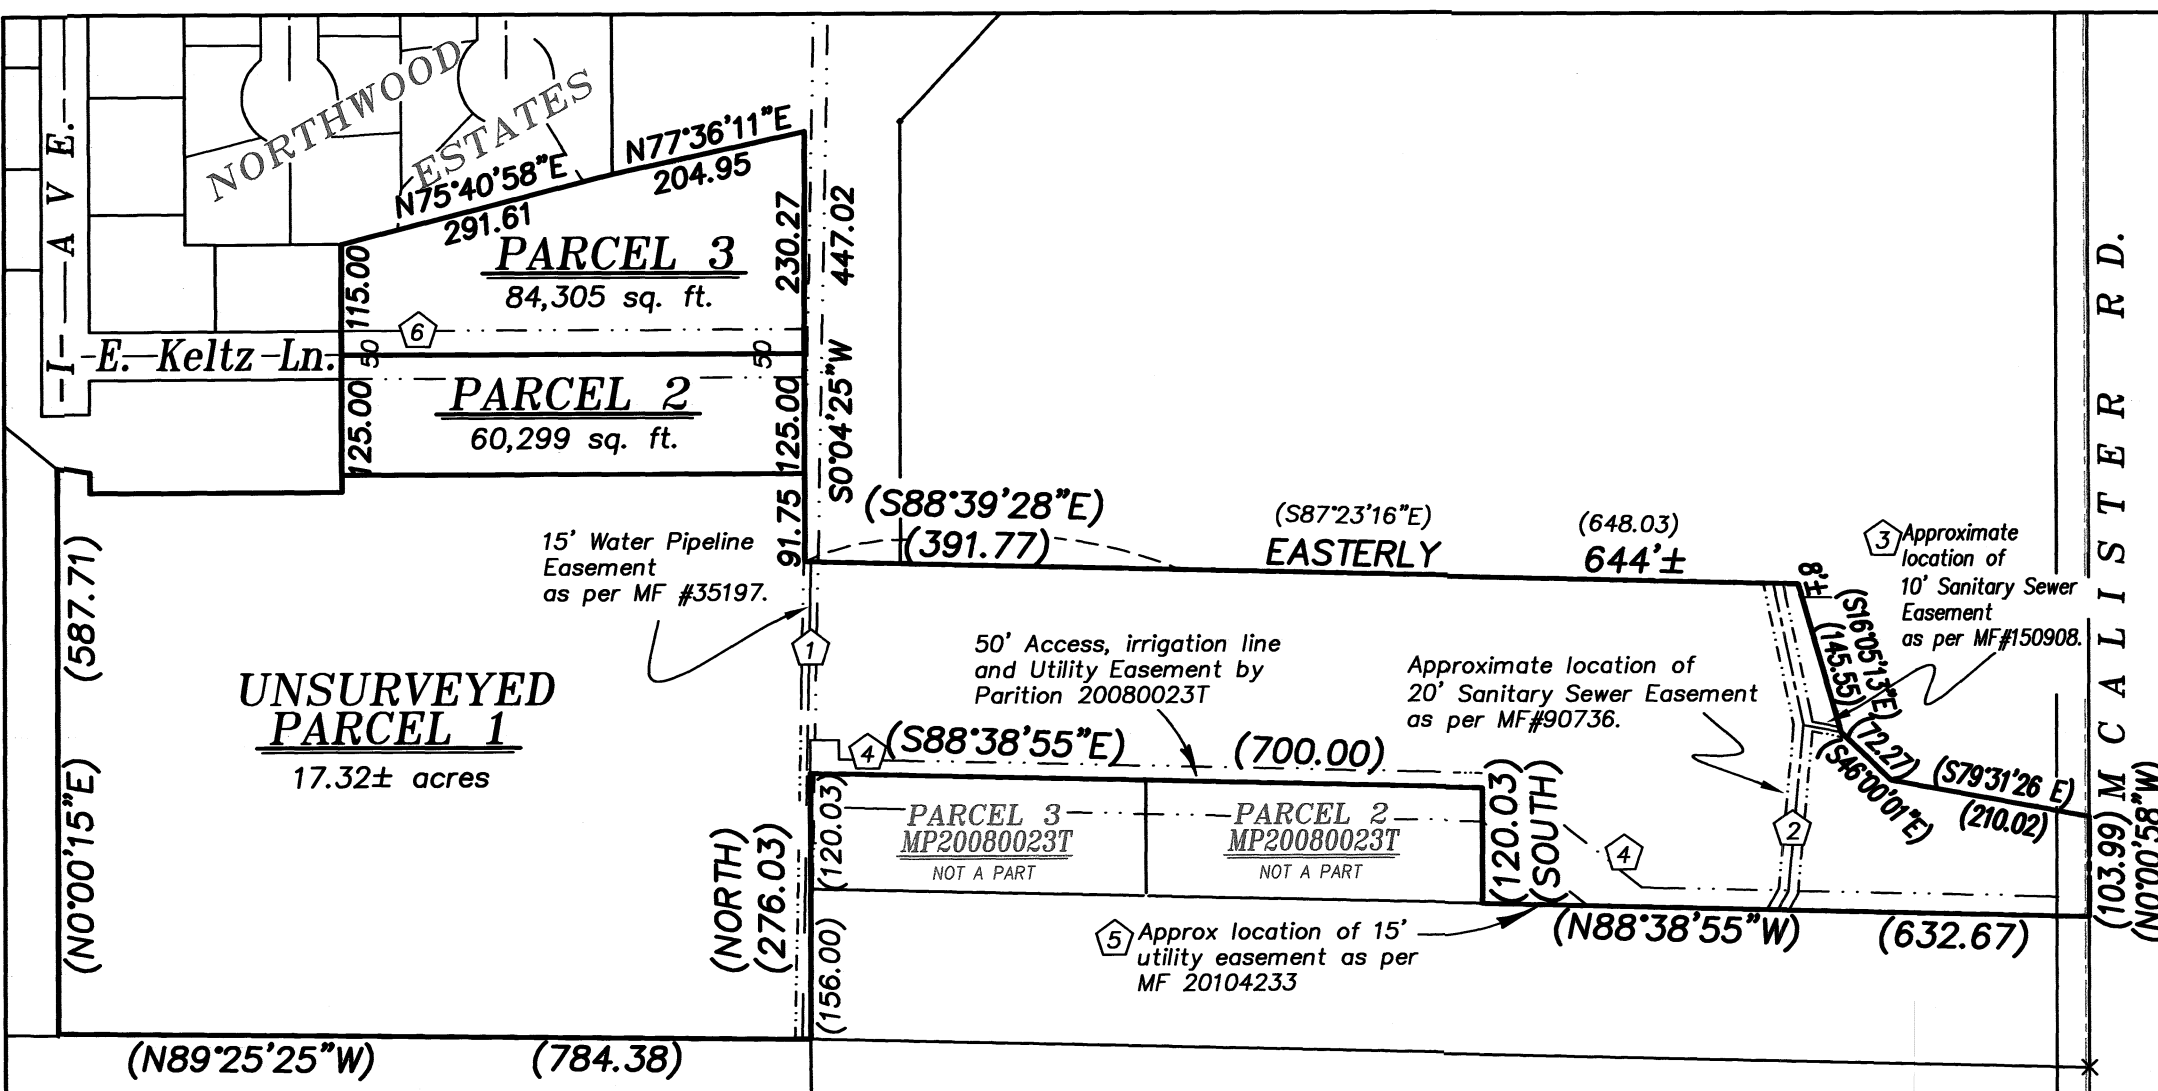 NORTHWOOD
ESTATES
I AVE.
E. Keltz Ln.
N75°40'58"E
291.61
N77°36'11"E
204.95
PARCEL 3
84,305 sq. ft.
115.00
230.27
447.02
S0°04'25"W
6
50
50
PARCEL 2
60,299 sq. ft.
125.00
125.00
91.75
(S88°39'28"E)
(391.77)
(S87°23'16"E)
EASTERLY
(648.03)
644'±
8'±
(S16°05'13"E)
(145.55)
3
Approximate
location of
10' Sanitary Sewer
Easement
as per MF#150908.
MCALISTER RD.
15' Water Pipeline
Easement
as per MF #35197.
1
50' Access, irrigation line
and Utility Easement by
Parition 20080023T
Approximate location of
20' Sanitary Sewer Easement
as per MF#90736.
(587.71)
(N0°00'15"E)
UNSURVEYED
PARCEL 1
17.32± acres
4
(S88°38'55"E)
(700.00)
(72.27)
(S46°00'01"E)
(S79°31'26 E)
(210.02)
(120.03)
PARCEL 3
MP20080023T
NOT A PART
PARCEL 2
MP20080023T
NOT A PART
(120.03)
(SOUTH)
4
2
(103.99)
(N0°00'58"W)
(NORTH)
(276.03)
(156.00)
5
Approx location of 15'
utility easement as per
MF 20104233
(N88°38'55"W)
(632.67)
(N89°25'25"W)
(784.38)